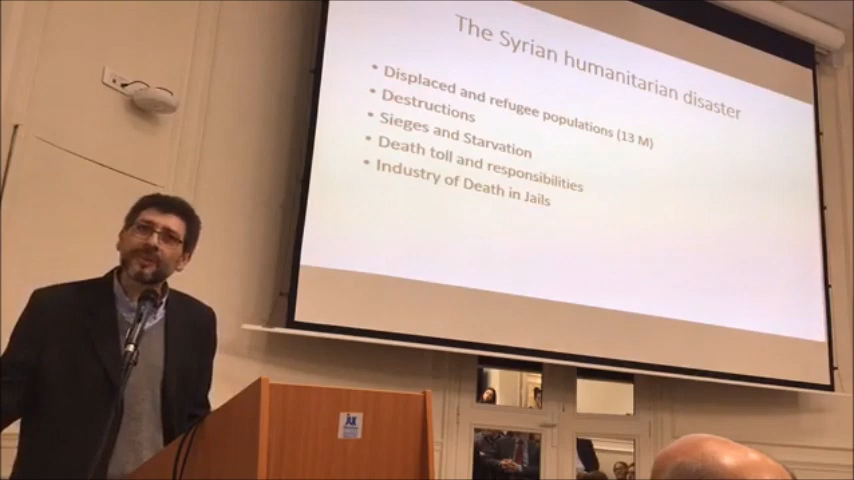 The Syrian humanitarian disaster
• Displaced and refugee populations (13 M)
• Destructions
• Sieges and Starvation
• Death toll and responsibilities
• Industry of Death in Jails